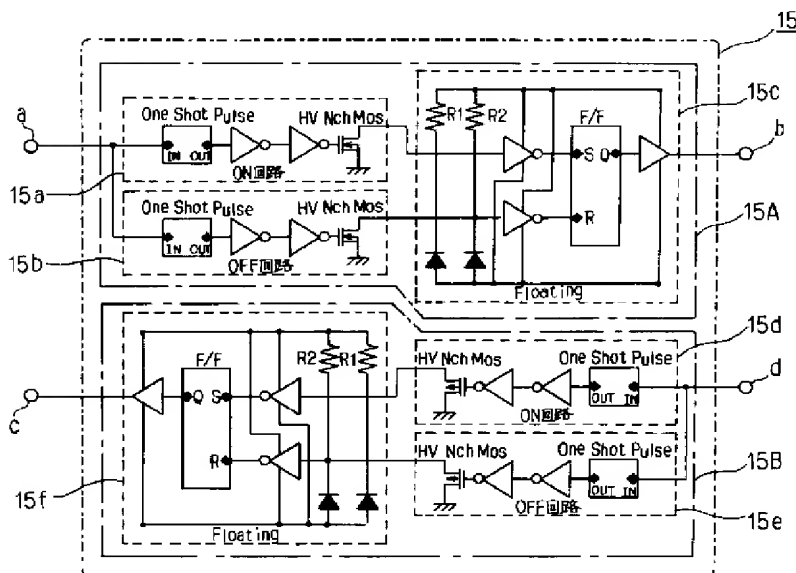 15
a
One Shot Pulse
HV Nch Mos
IN OUT
ON回路
15a
One Shot Pulse
HV Nch Mos
IN OUT
OFF回路
15b
R1
R2
F/F
S Q
R
Floating
15c
b
15A
F/F
Q S
R
R2
R1
Floating
15f
c
HV Nch Mos
One Shot Pulse
OUT IN
ON回路
15d
d
HV Nch Mos
One Shot Pulse
OUT IN
OFF回路
15B
15e